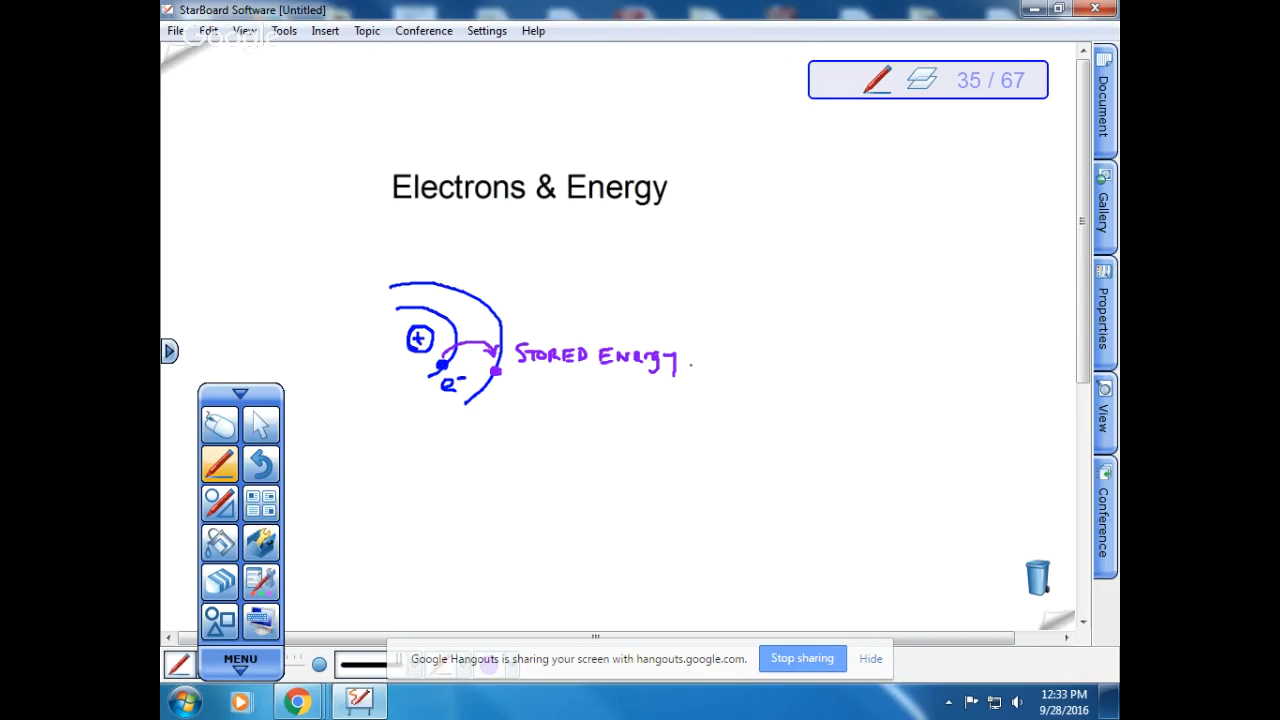 StarBoard Software [Untitled]
File Edit View Tools Insert Topic Conference Settings Help
Google
35 / 67
Document
Gallery
Properties
View
Conference
Electrons & Energy
+
e-
STORED ENERgy
MENU
Google Hangouts is sharing your screen with hangouts.google.com.
Stop sharing
Hide
12:33 PM
9/28/2016